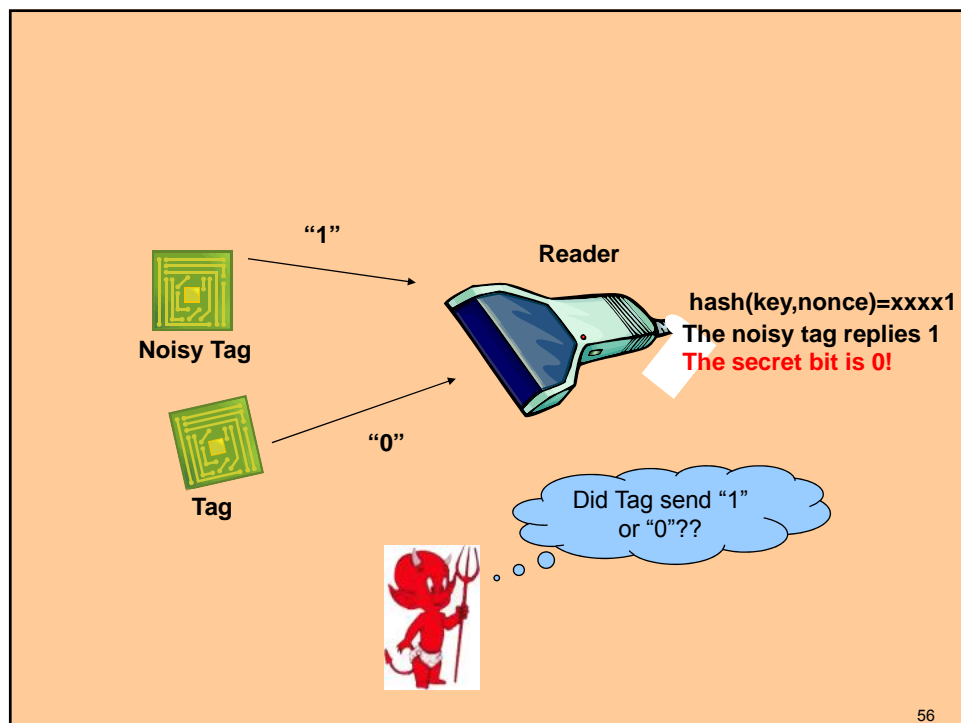 “1”
Reader
Noisy Tag
hash(key,nonce)=xxxx1
The noisy tag replies 1
The secret bit is 0!
“0”
Tag
Did Tag send “1”
or “0”??
56